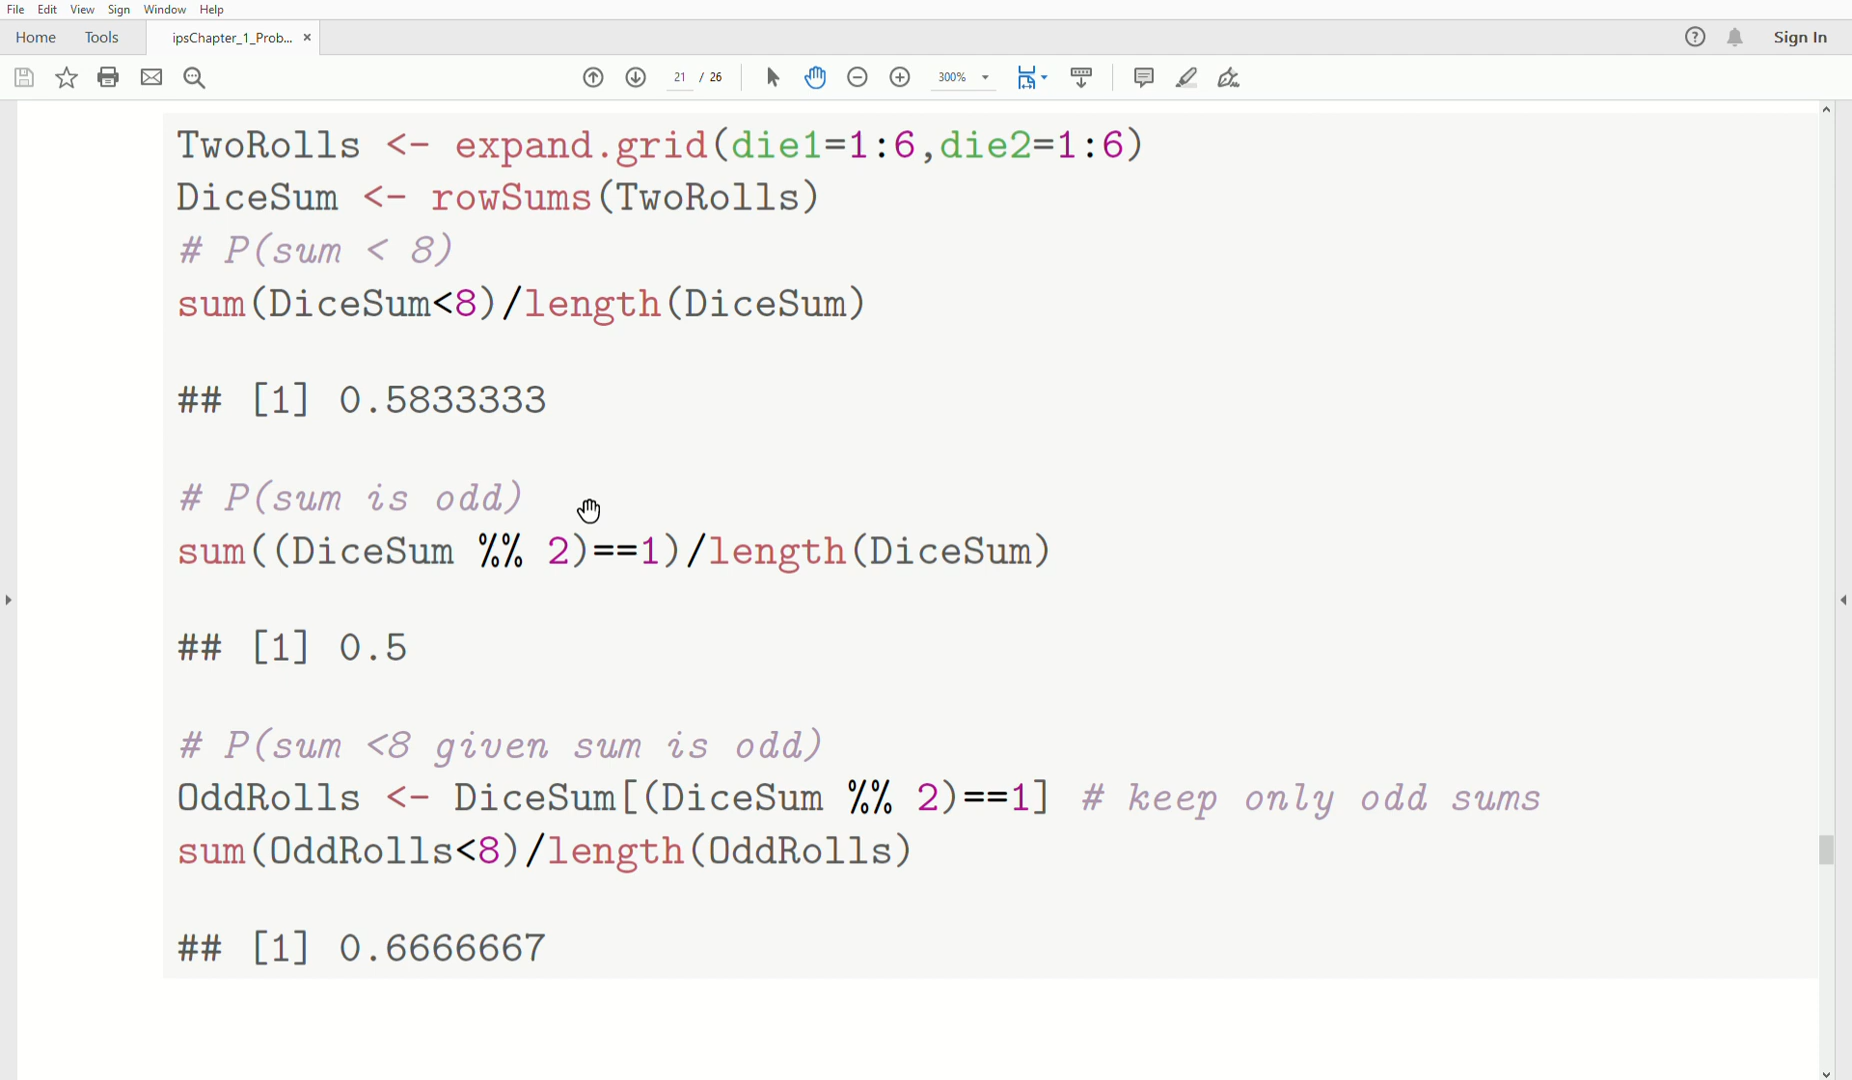 File Edit View Sign Window Help
Home Tools ipsChapter_1_Prob... × Sign In
21 / 26 300%
TwoRolls <- expand.grid(die1=1:6,die2=1:6)
DiceSum <- rowSums(TwoRolls)
# P(sum < 8)
sum(DiceSum<8)/length(DiceSum)
## [1] 0.5833333
# P(sum is odd)
sum((DiceSum %% 2)==1)/length(DiceSum)
## [1] 0.5
# P(sum <8 given sum is odd)
OddRolls <- DiceSum[(DiceSum %% 2)==1] # keep only odd sums
sum(OddRolls<8)/length(OddRolls)
## [1] 0.6666667